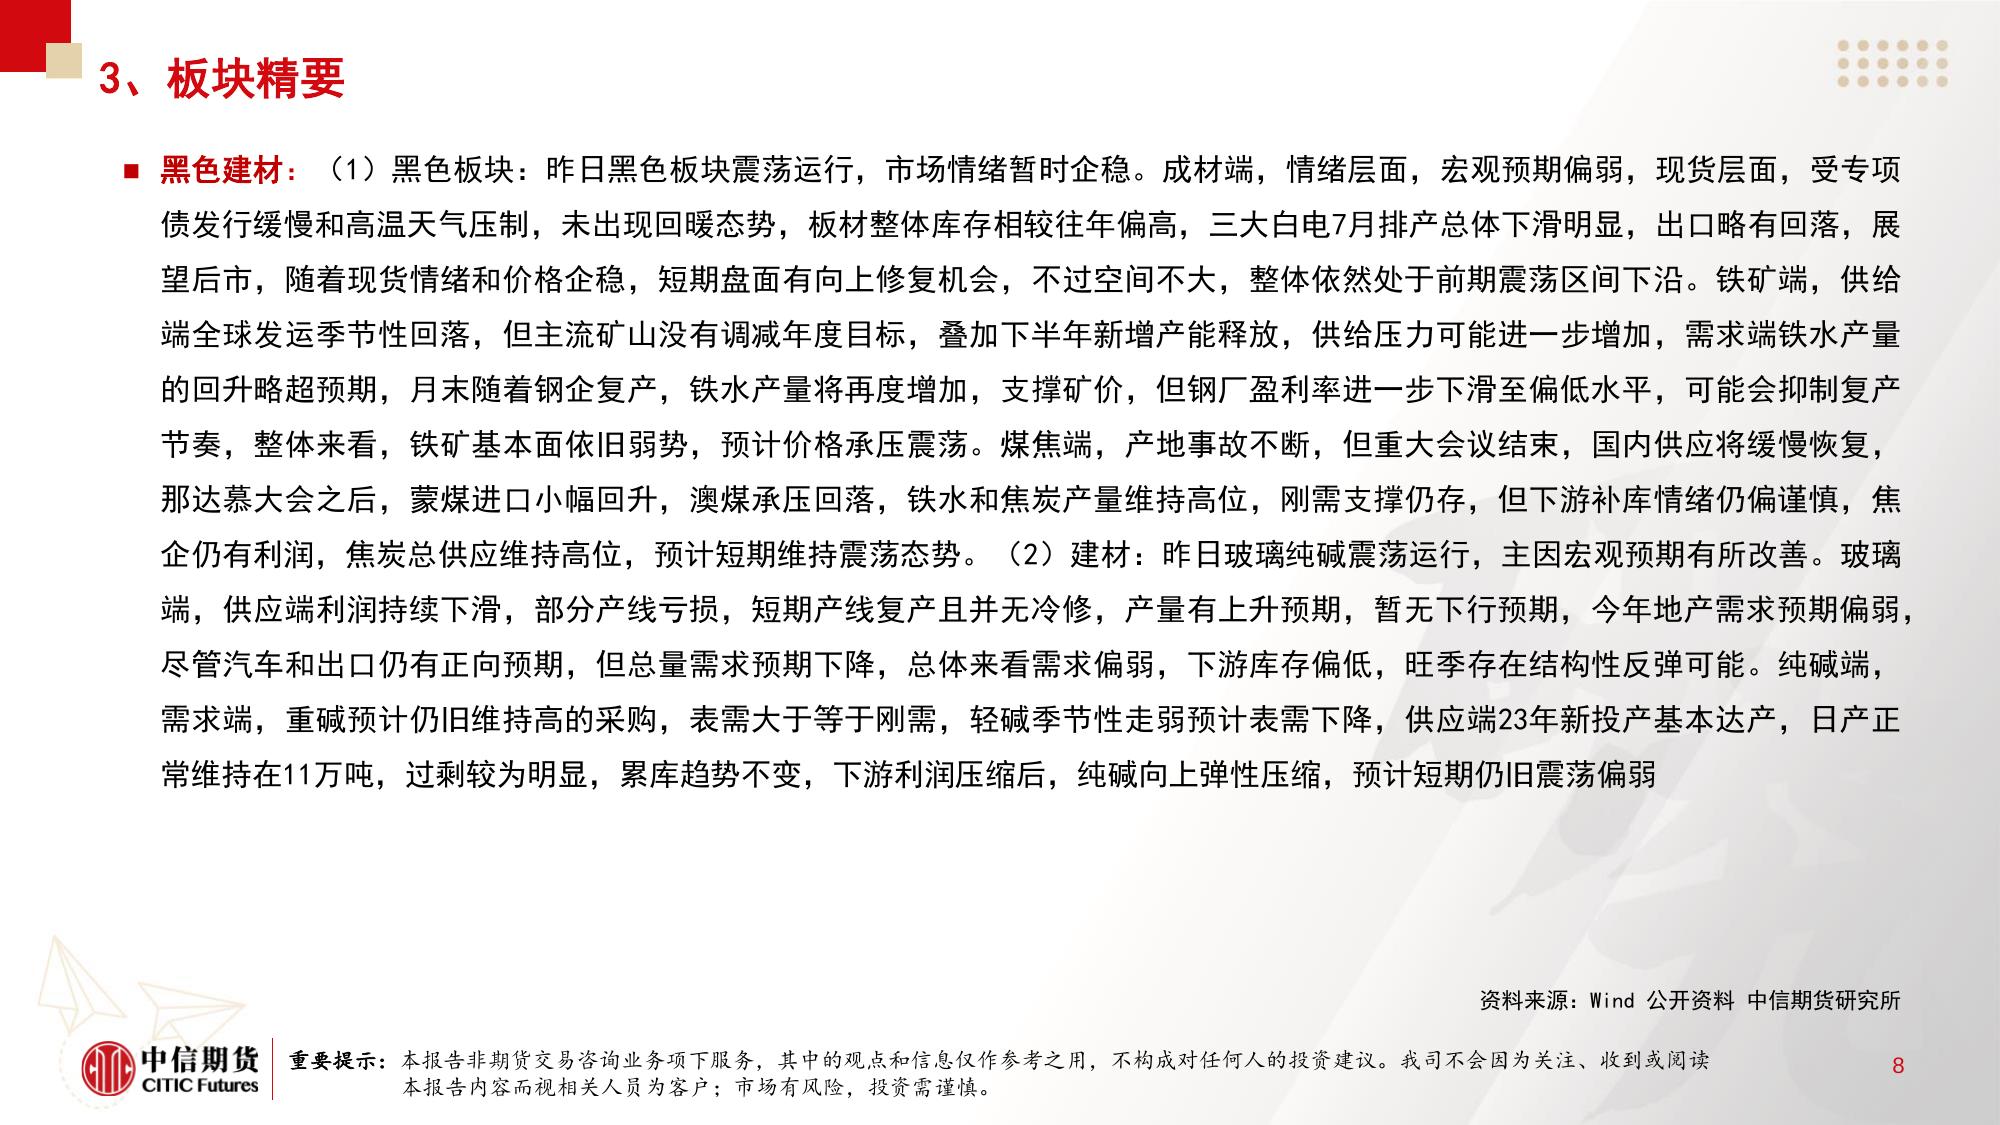 3、板块精要
■ 黑色建材：（1）黑色板块：昨日黑色板块震荡运行，市场情绪暂时企稳。成材端，情绪层面，宏观预期偏弱，现货层面，受专项
债发行缓慢和高温天气压制，未出现回暖态势，板材整体库存相较往年偏高，三大白电7月排产总体下滑明显，出口略有回落，展
望后市，随着现货情绪和价格企稳，短期盘面有向上修复机会，不过空间不大，整体依然处于前期震荡区间下沿。铁矿端，供给
端全球发运季节性回落，但主流矿山没有调减年度目标，叠加下半年新增产能释放，供给压力可能进一步增加，需求端铁水产量
的回升略超预期，月末随着钢企复产，铁水产量将再度增加，支撑矿价，但钢厂盈利率进一步下滑至偏低水平，可能会抑制复产
节奏，整体来看，铁矿基本面依旧弱势，预计价格承压震荡。煤焦端，产地事故不断，但重大会议结束，国内供应将缓慢恢复，
那达慕大会之后，蒙煤进口小幅回升，澳煤承压回落，铁水和焦炭产量维持高位，刚需支撑仍存，但下游补库情绪仍偏谨慎，焦
企仍有利润，焦炭总供应维持高位，预计短期维持震荡态势。（2）建材：昨日玻璃纯碱震荡运行，主因宏观预期有所改善。玻璃
端，供应端利润持续下滑，部分产线亏损，短期产线复产且并无冷修，产量有上升预期，暂无下行预期，今年地产需求预期偏弱，
尽管汽车和出口仍有正向预期，但总量需求预期下降，总体来看需求偏弱，下游库存偏低，旺季存在结构性反弹可能。纯碱端，
需求端，重碱预计仍旧维持高的采购，表需大于等于刚需，轻碱季节性走弱预计表需下降，供应端23年新投产基本达产，日产正
常维持在11万吨，过剩较为明显，累库趋势不变，下游利润压缩后，纯碱向上弹性压缩，预计短期仍旧震荡偏弱
资料来源：Wind 公开资料 中信期货研究所
中信期货
CITIC Futures
重要提示：本报告非期货交易咨询业务项下服务，其中的观点和信息仅作参考之用，不构成对任何人的投资建议。我司不会因为关注、收到或阅读
本报告内容而视相关人员为客户；市场有风险，投资需谨慎。
8